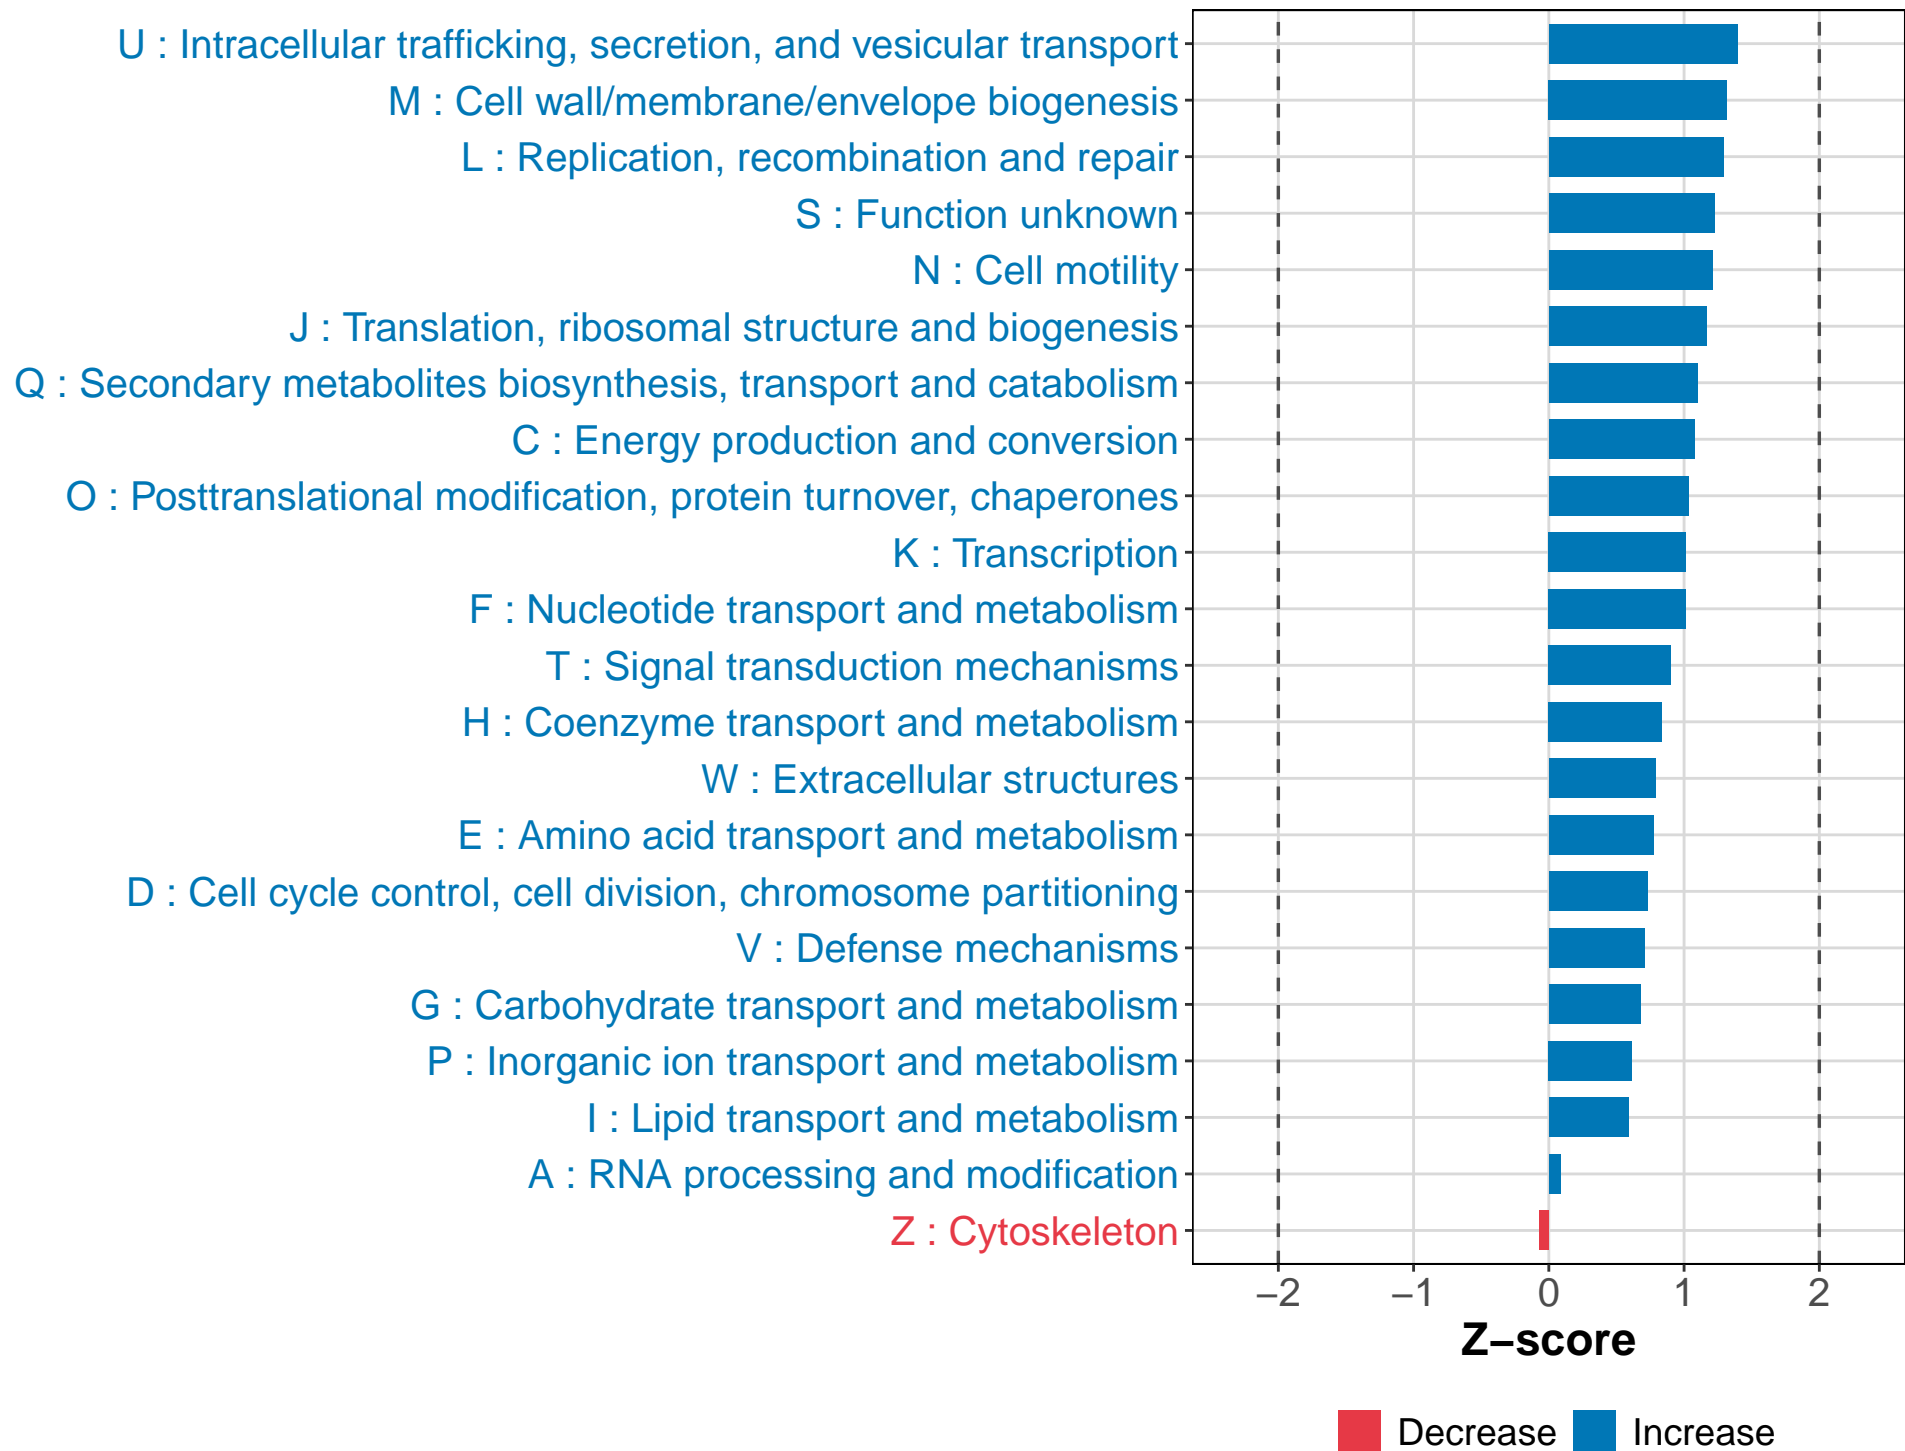 U : Intracellular trafficking, secretion, and vesicular transport
M : Cell wall/membrane/envelope biogenesis
L : Replication, recombination and repair
S : Function unknown
N : Cell motility
J : Translation, ribosomal structure and biogenesis
Q : Secondary metabolites biosynthesis, transport and catabolism
C : Energy production and conversion
O : Posttranslational modification, protein turnover, chaperones
K : Transcription
F : Nucleotide transport and metabolism
T : Signal transduction mechanisms
H : Coenzyme transport and metabolism
W : Extracellular structures
E : Amino acid transport and metabolism
D : Cell cycle control, cell division, chromosome partitioning
V : Defense mechanisms
G : Carbohydrate transport and metabolism
P : Inorganic ion transport and metabolism
I : Lipid transport and metabolism
A : RNA processing and modification
Z : Cytoskeleton
−2 −1 0 1 2
Z−score
Decrease Increase